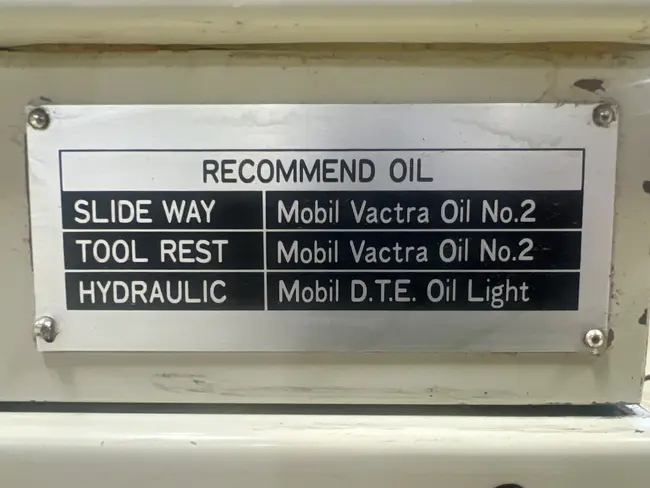 RECOMMEND OIL
SLIDE WAY Mobil Vactra Oil No.2
TOOL REST Mobil Vactra Oil No.2
HYDRAULIC Mobil D.T.E. Oil Light